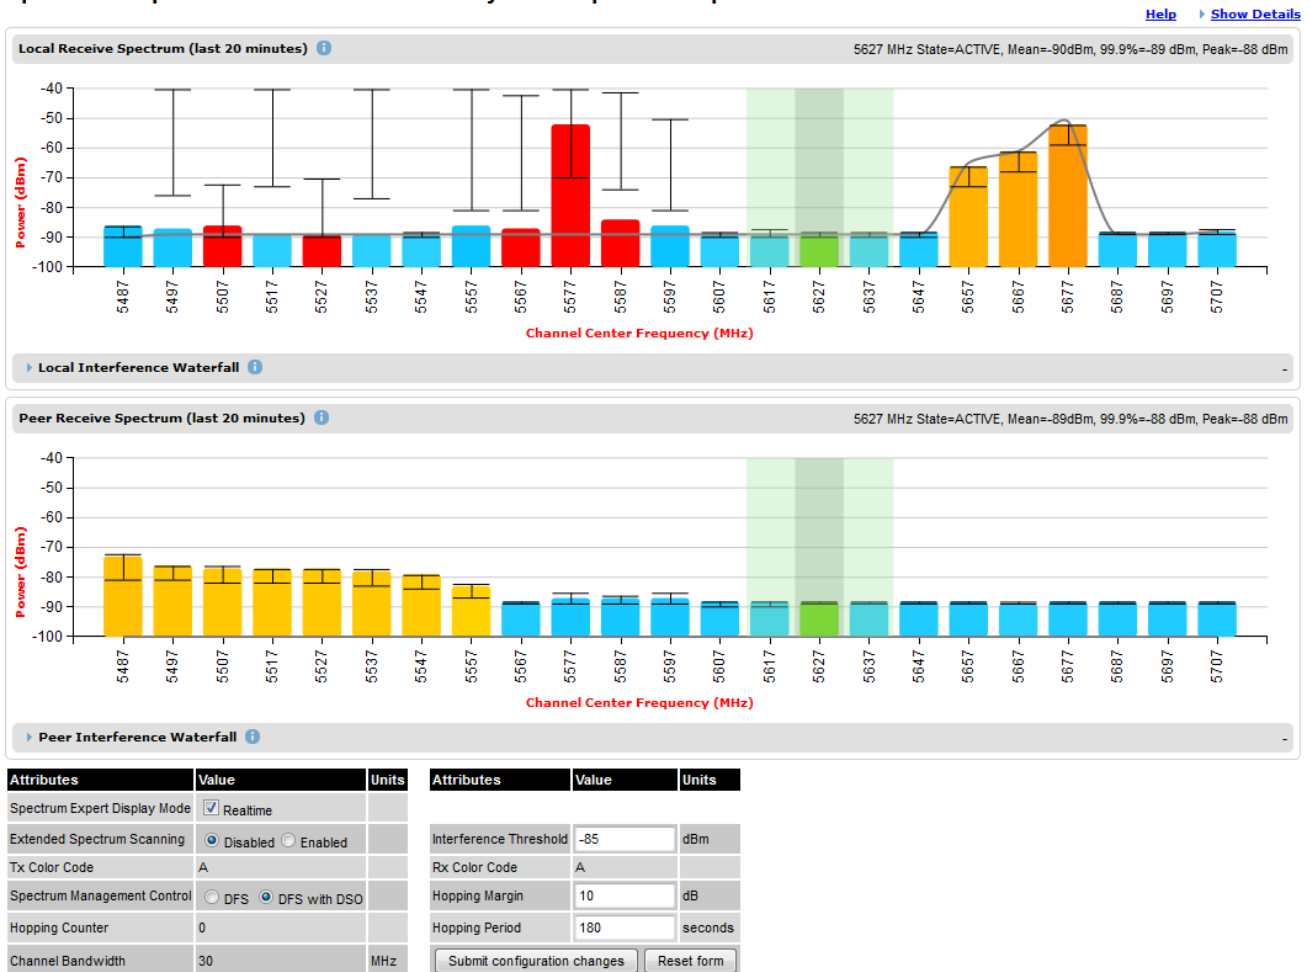 Help Show Details
Local Receive Spectrum (last 20 minutes) 5627 MHz State=ACTIVE, Mean=-90dBm, 99.9%=-89 dBm, Peak=-88 dBm
Power (dBm)
-40
-50
-60
-70
-80
-90
-100
5487 5497 5507 5517 5527 5537 5547 5557 5567 5577 5587 5597 5607 5617 5627 5637 5647 5657 5667 5677 5687 5697 5707
Channel Center Frequency (MHz)
Local Interference Waterfall -
Peer Receive Spectrum (last 20 minutes) 5627 MHz State=ACTIVE, Mean=-89dBm, 99.9%=-88 dBm, Peak=-88 dBm
Power (dBm)
-40
-50
-60
-70
-80
-90
-100
5487 5497 5507 5517 5527 5537 5547 5557 5567 5577 5587 5597 5607 5617 5627 5637 5647 5657 5667 5677 5687 5697 5707
Channel Center Frequency (MHz)
Peer Interference Waterfall -
Attributes Value Units Attributes Value Units
Spectrum Expert Display Mode Realtime
Extended Spectrum Scanning Disabled Enabled Interference Threshold -85 dBm
Tx Color Code A Rx Color Code A
Spectrum Management Control DFS DFS with DSO Hopping Margin 10 dB
Hopping Counter 0 Hopping Period 180 seconds
Channel Bandwidth 30 MHz Submit configuration changes Reset form